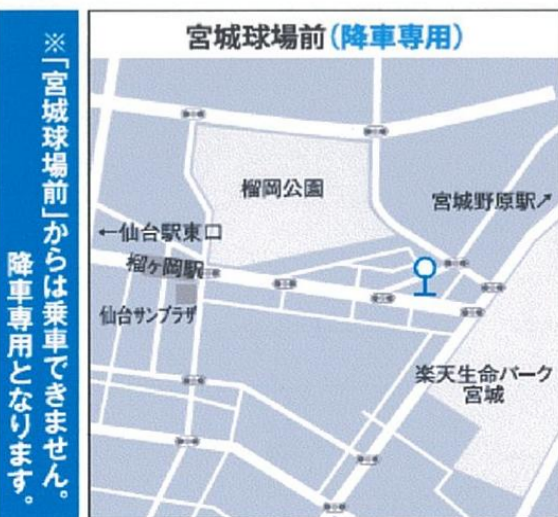 宮城球場前(降車専用)
※「宮城球場前」からは乗車できません。
降車専用となります。
榴岡公園
宮城野原駅↗
←仙台駅東口
榴ヶ岡駅
仙台サンプラザ
楽天生命パーク
宮城